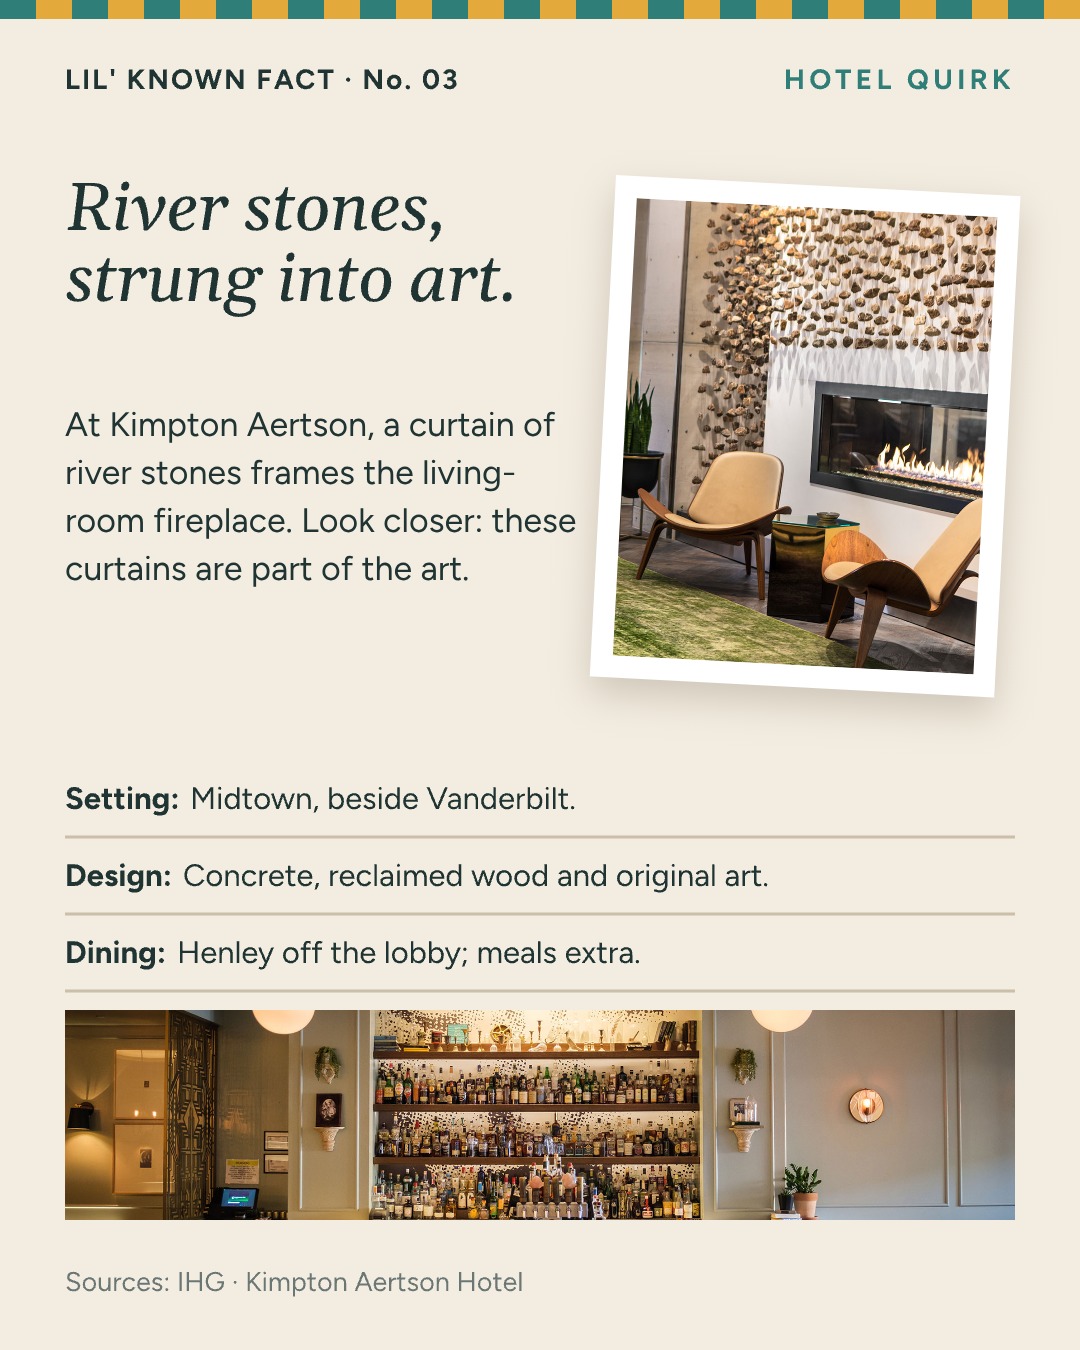 LIL' KNOWN FACT · No. 03
HOTEL QUIRK
River stones,
strung into art.
At Kimpton Aertson, a curtain of
river stones frames the living-
room fireplace. Look closer: these
curtains are part of the art.
Setting: Midtown, beside Vanderbilt.
Design: Concrete, reclaimed wood and original art.
Dining: Henley off the lobby; meals extra.
Sources: IHG · Kimpton Aertson Hotel